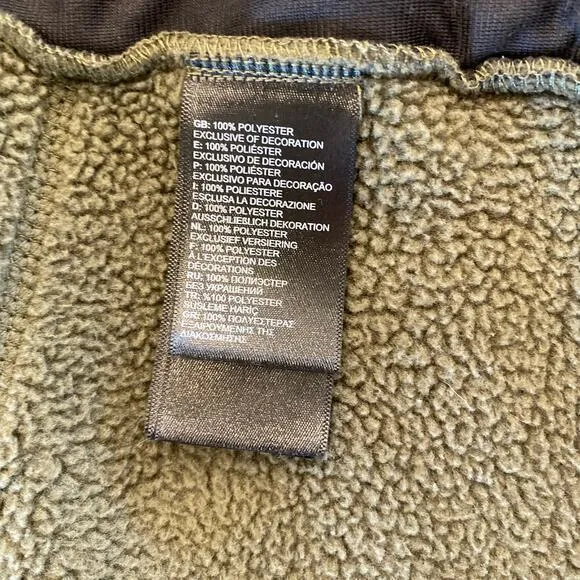 GB: 100% POLYESTER
EXCLUSIVE OF DECORATION
E: 100% POLIÉSTER
EXCLUSIVO DE DECORACIÓN
P: 100% POLIÉSTER
EXCLUSIVO PARA DECORAÇÃO
I: 100% POLIESTERE
ESCLUSA LA DECORAZIONE
D: 100% POLYESTER
AUSSCHLIEßLICH DEKORATION
NL: 100% POLYESTER
EXCLUSIEF VERSIERING
F: 100% POLYESTER
À L'EXCEPTION DES
DÉCORATIONS
RU: 100% ПОЛИЭСТЕР
БЕЗ УКРАШЕНИЙ
TR: %100 POLYESTER
SÜSLEME HARİÇ
GR: 100% ΠΟΛΥΕΣΤΕΡΑΣ
ΕΞΑΙΡΟΥΜΕΝΗΣ ΤΗΣ
ΔΙΑΚΟΣΜΗΣΗΣ